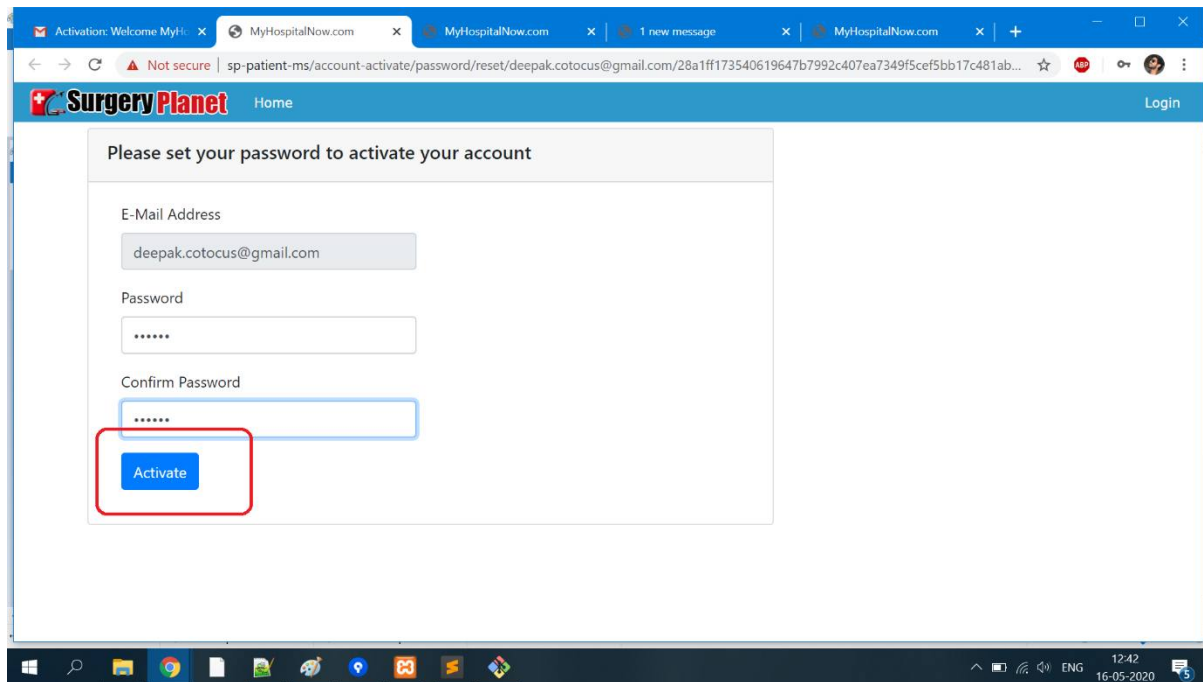 Activation: Welcome MyHo
MyHospitalNow.com
MyHospitalNow.com
1 new message
MyHospitalNow.com
Not secure | sp-patient-ms/account-activate/password/reset/deepak.cotocus@gmail.com/28a1ff173540619647b7992c407ea7349f5cef5bb17c481ab...
ABP
Surgery Planet
Home
Login
Please set your password to activate your account
E-Mail Address
deepak.cotocus@gmail.com
Password
••••••
Confirm Password
••••••
Activate
ENG
12:42
16-05-2020
5